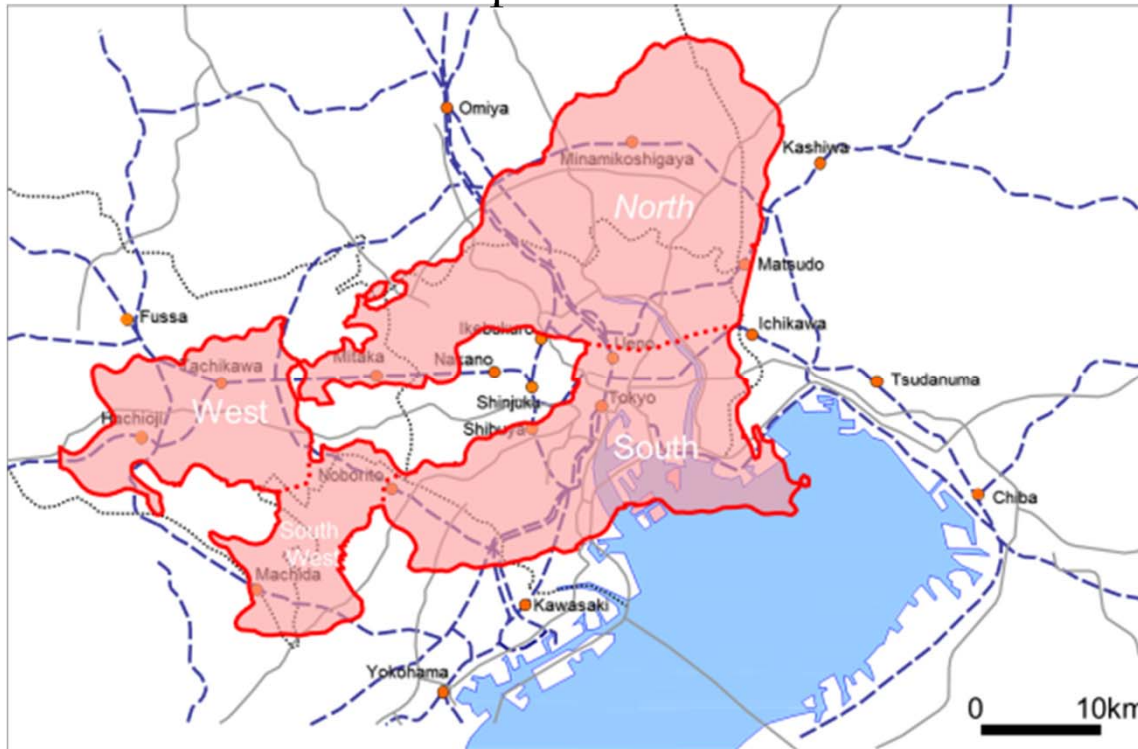 Omiya
Minamikoshigaya
Kashiwa
North
Matsudo
Fussa
Ikebukuro
Ichikawa
Ueno
Tachikawa
Mitaka
Nakano
Tsudanuma
West
Shinjuku
Tokyo
Hachioji
Shibuya
South
Noborito
Chiba
South
West
Machida
Kawasaki
Yokohama
0 10km